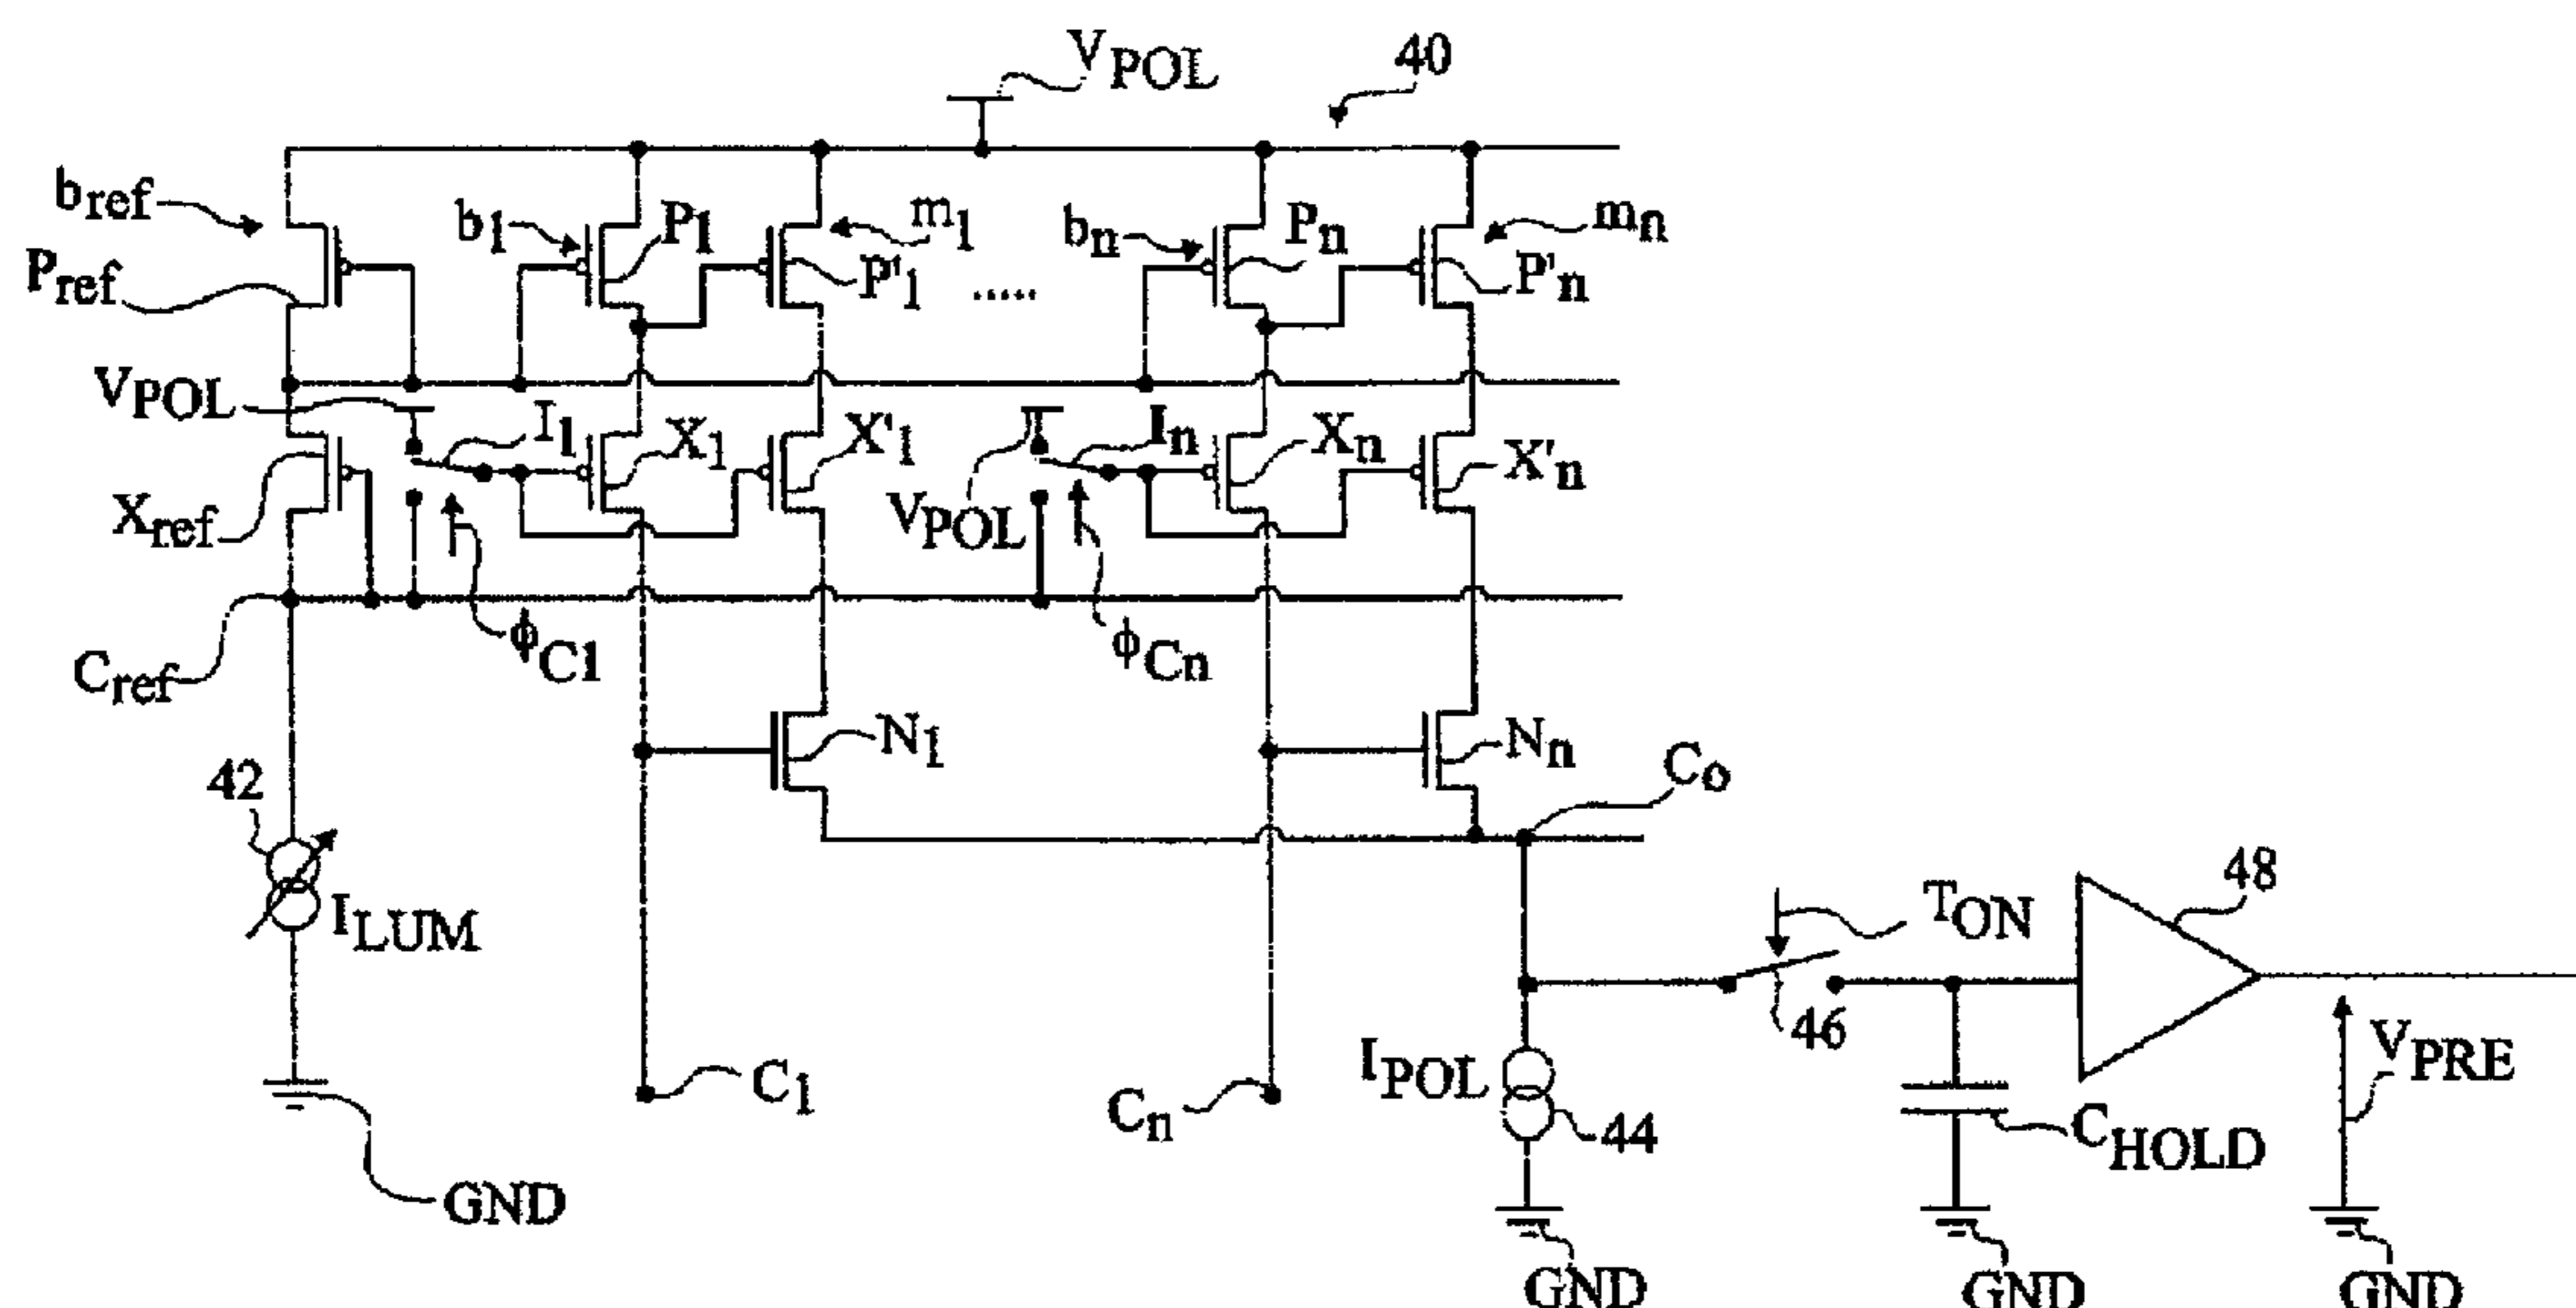 VPOL
40
bref
b1
P1
m1
bn
Pn
mn
Pref
P'1
.....
P'n
VPOL
I1
X1
X'1
In
Xn
X'n
Xref
VPOL
ϕC1
ϕCn
Cref
N1
Nn
Co
42
ILUM
48
TON
46
IPOL
VPRE
C1
Cn
44
CHOLD
GND
GND
GND
GND